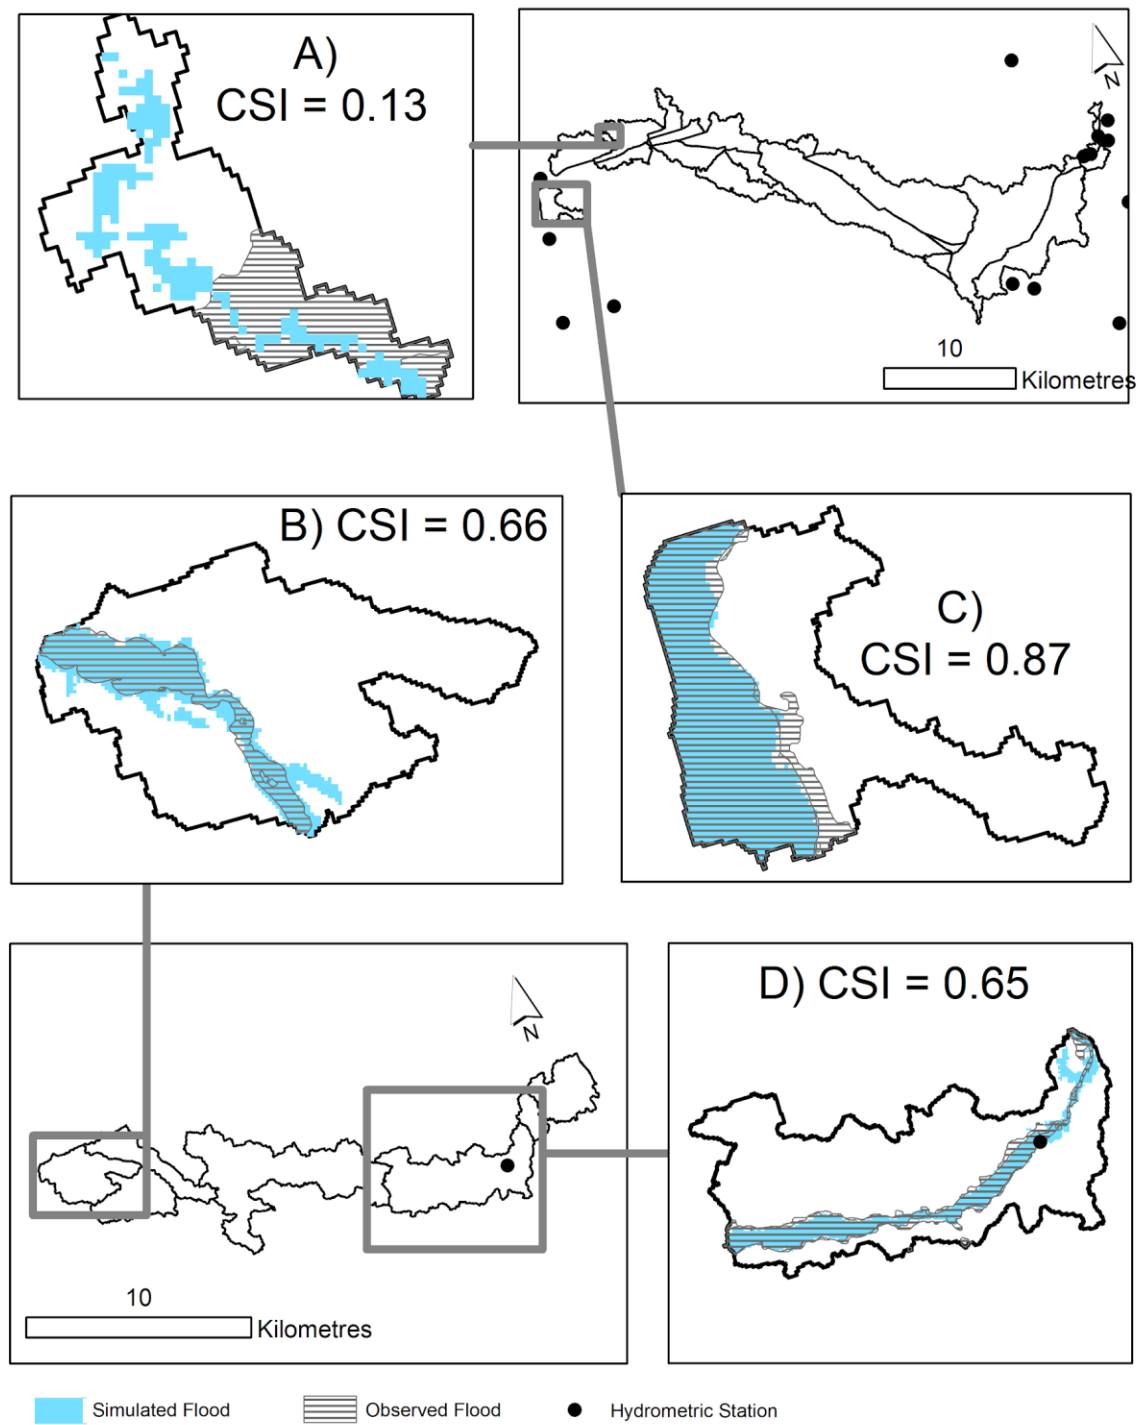 A)
CSI = 0.13
N
10
Kilometres
B) CSI = 0.66
C)
CSI = 0.87
N
10
Kilometres
D) CSI = 0.65
Simulated Flood
Observed Flood
Hydrometric Station